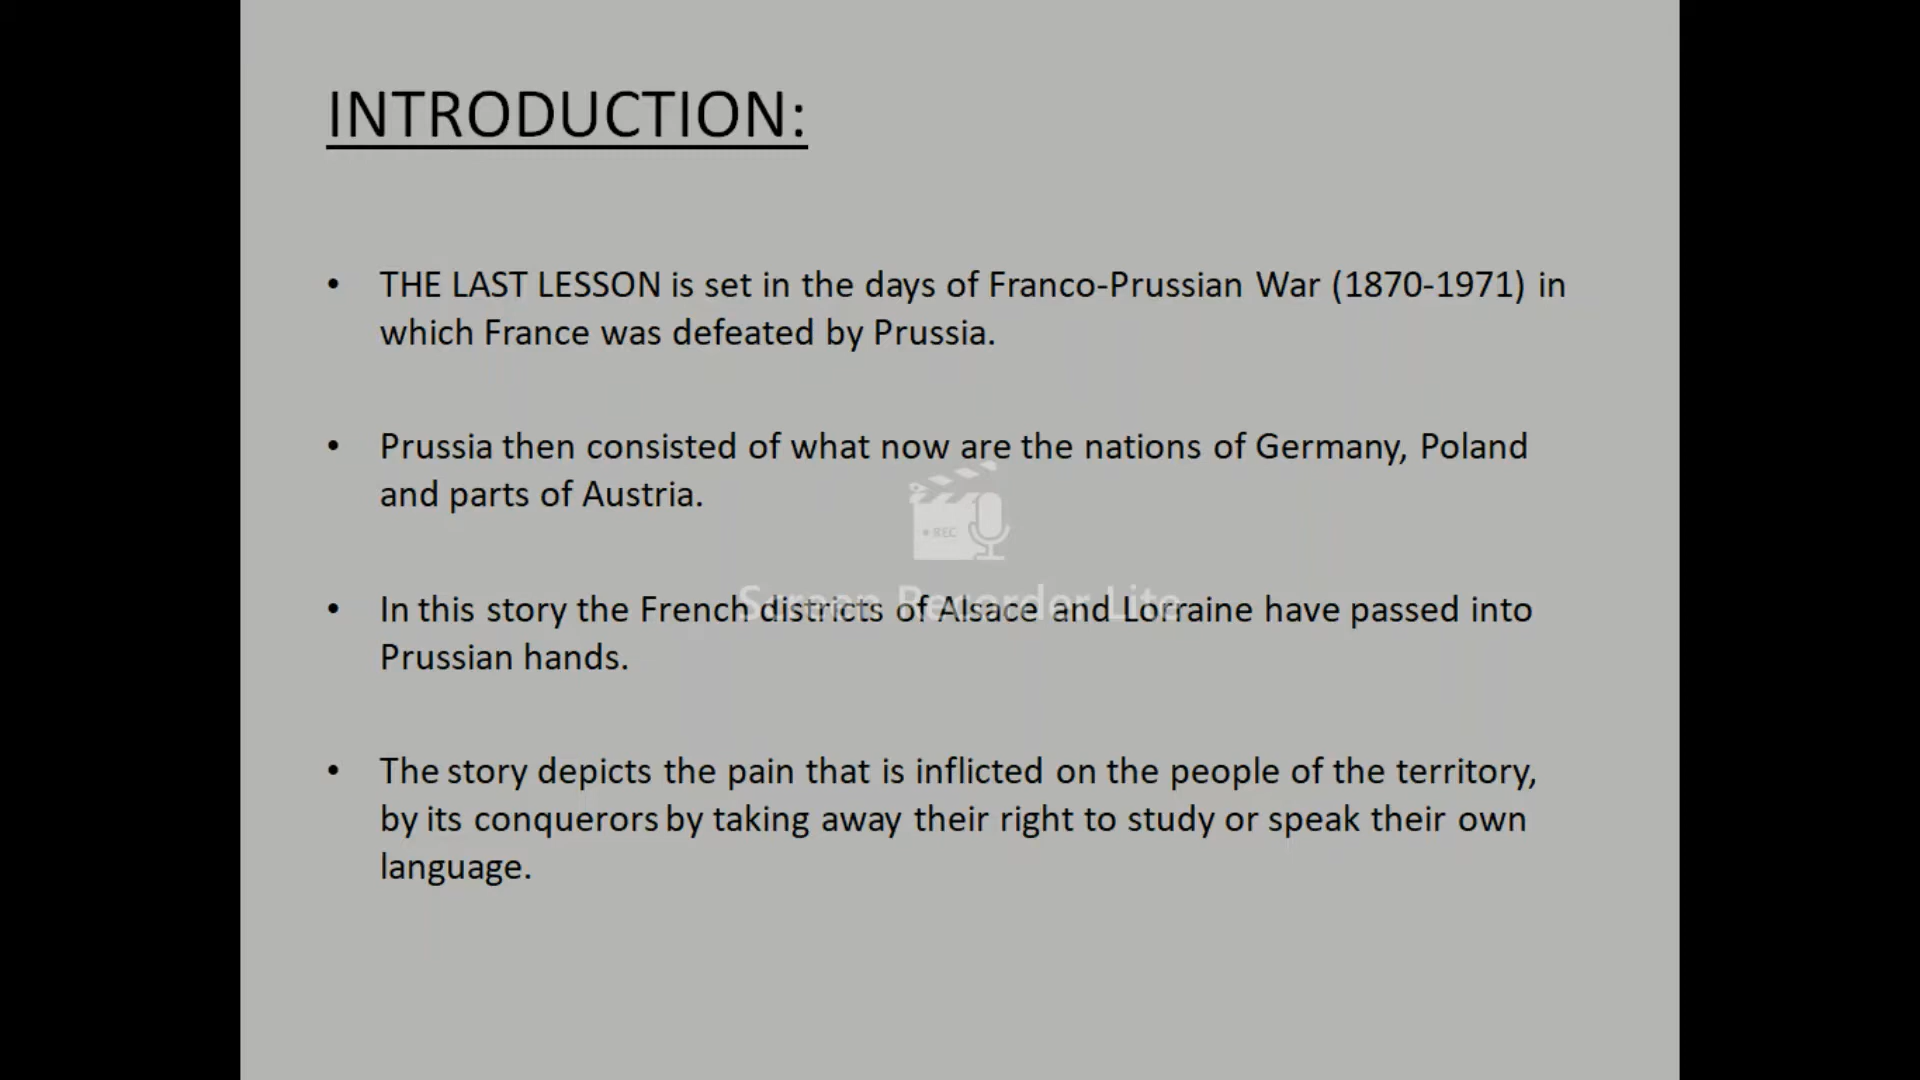 INTRODUCTION:
• THE LAST LESSON is set in the days of Franco-Prussian War (1870-1971) in
which France was defeated by Prussia.
• Prussia then consisted of what now are the nations of Germany, Poland
and parts of Austria.
• REC
Screen Recorder Lite
• In this story the French districts of Alsace and Lorraine have passed into
Prussian hands.
• The story depicts the pain that is inflicted on the people of the territory,
by its conquerors by taking away their right to study or speak their own
language.